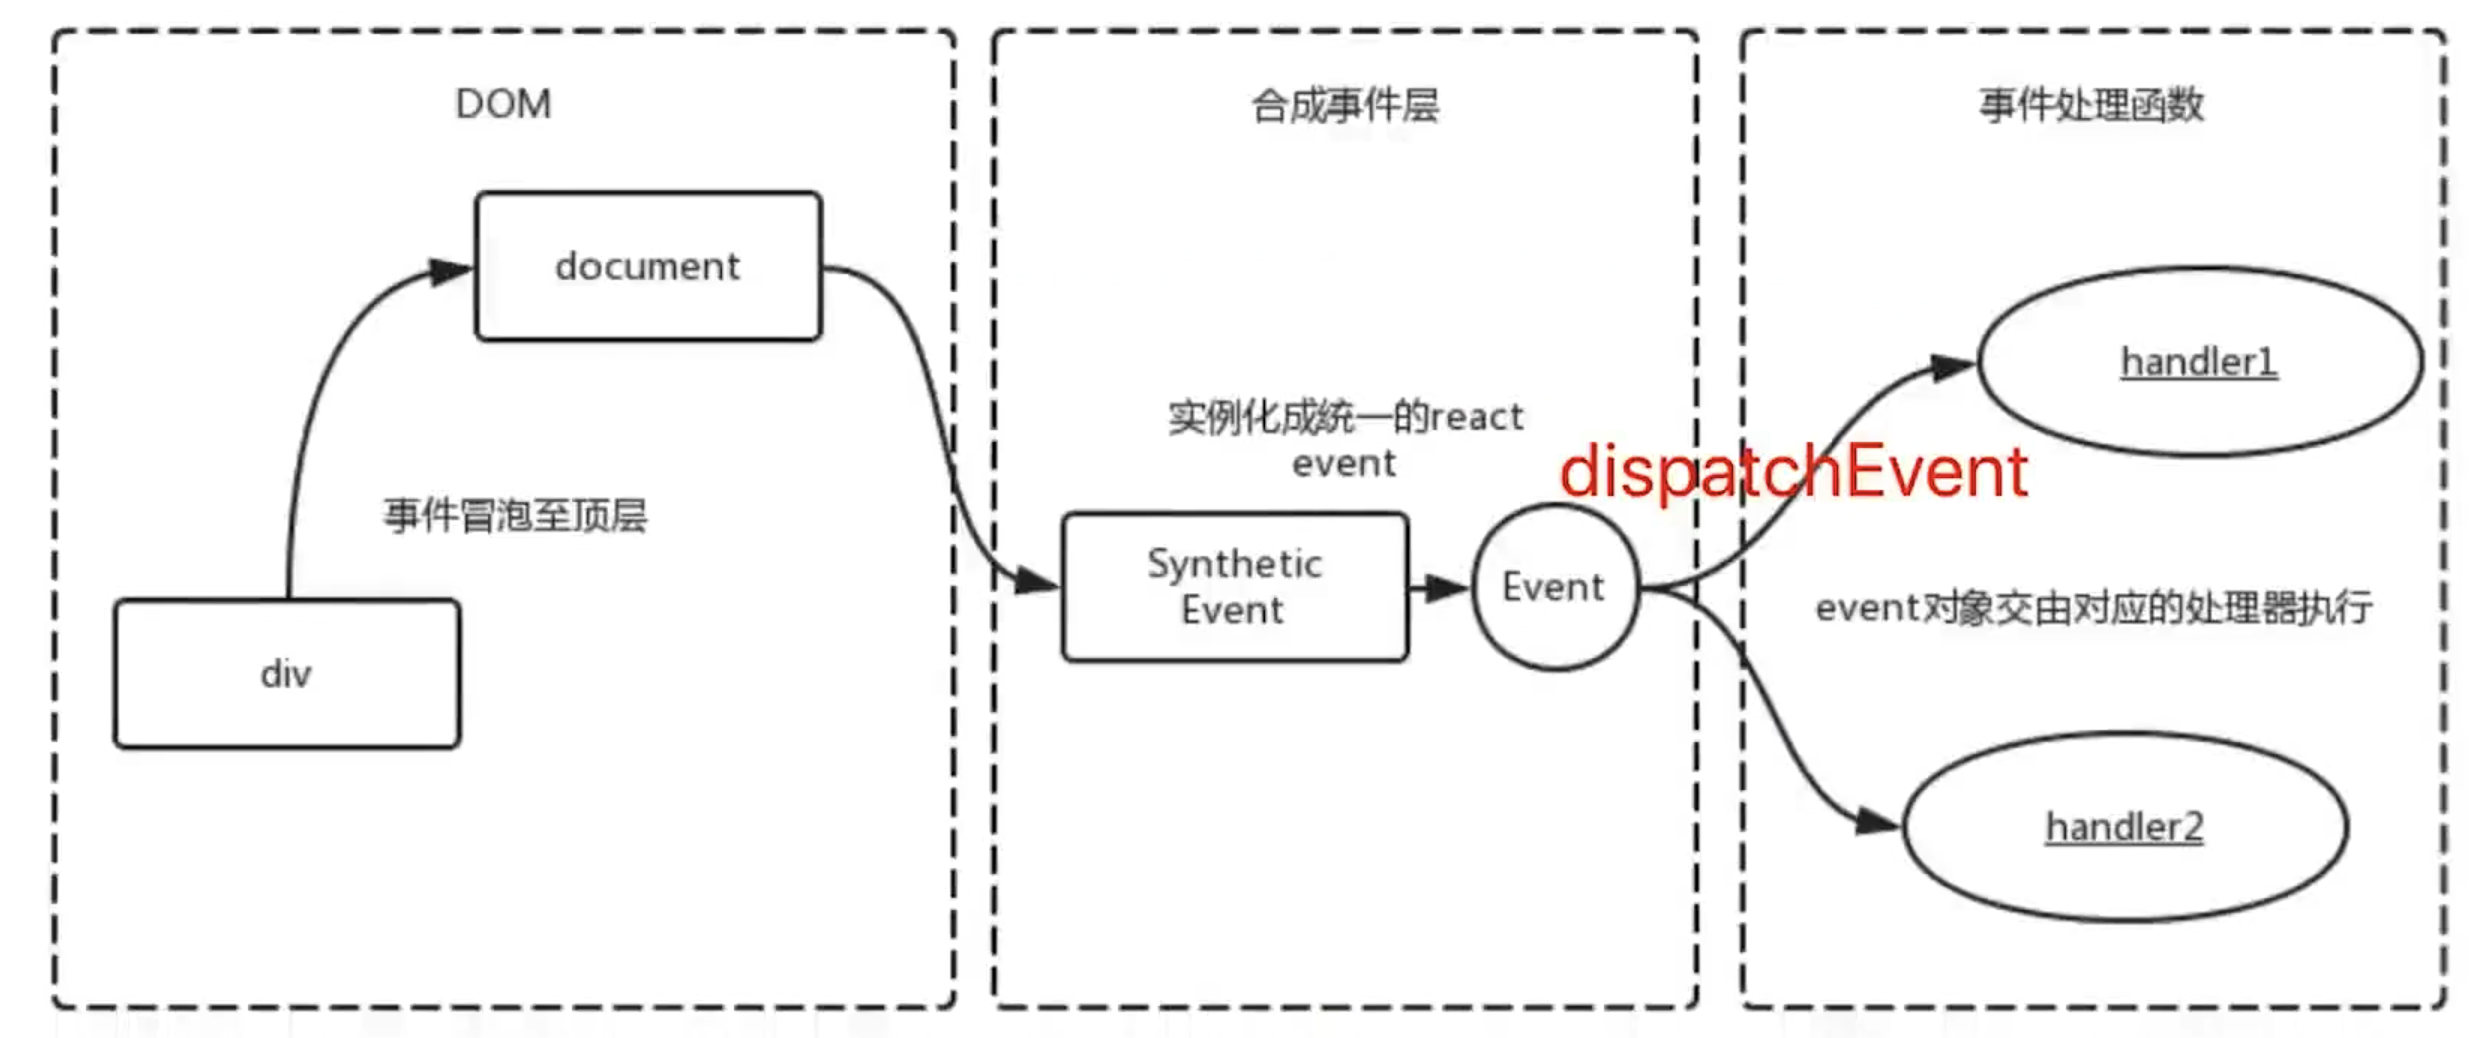 DOM
document
事件冒泡至顶层
div
合成事件层
实例化成统一的react
event
Synthetic
Event
Event
dispatchEvent
事件处理函数
handler1
event对象交由对应的处理器执行
handler2